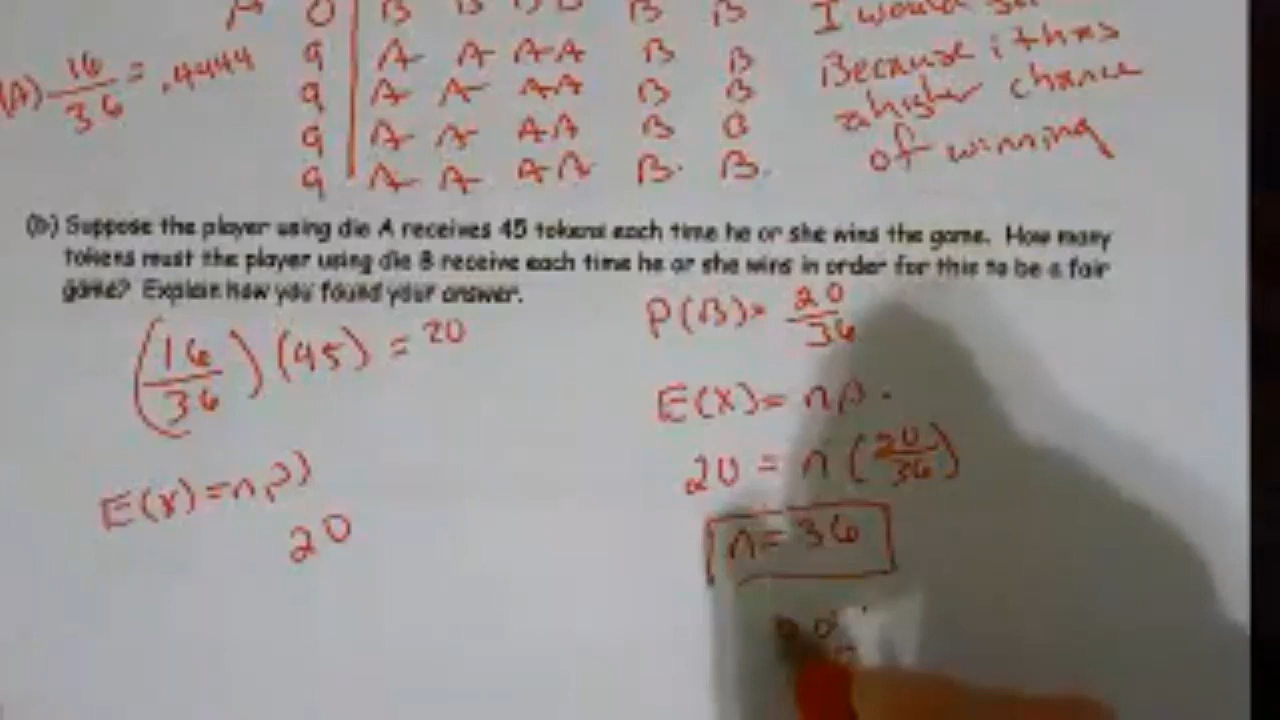 0 B B B B B B I would
9 A A A A B B Because it has
P(A) 16/36 = .4444
9 A A A A B B a higher chance
9 A A A A B B of winning
9 A A A A B B
(b) Suppose the player using die A receives 45 tokens each time he or she wins the game. How many
tokens must the player using die B receive each time he or she wins in order for this to be a fair
game? Explain how you found your answer.
(16/36)(45) = 20
E(X)=np)
20
P(B)= 20/36
E(X)= np.
20 = n (20/36)
n = 36